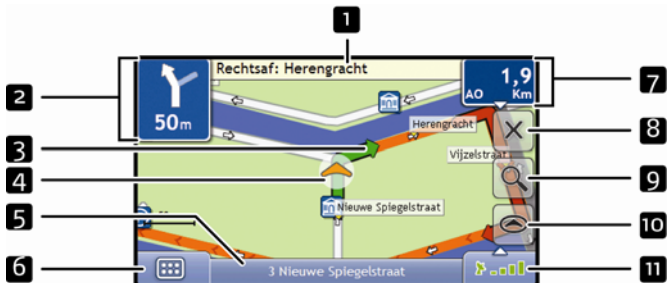 1
Rechtsaf: Herengracht
2
50m
1,9
AO Km
7
Herengracht
8
3
Vijzelstraat
4
9
Nieuwe Spiegelstraat
5
10
6
3 Nieuwe Spiegelstraat
11